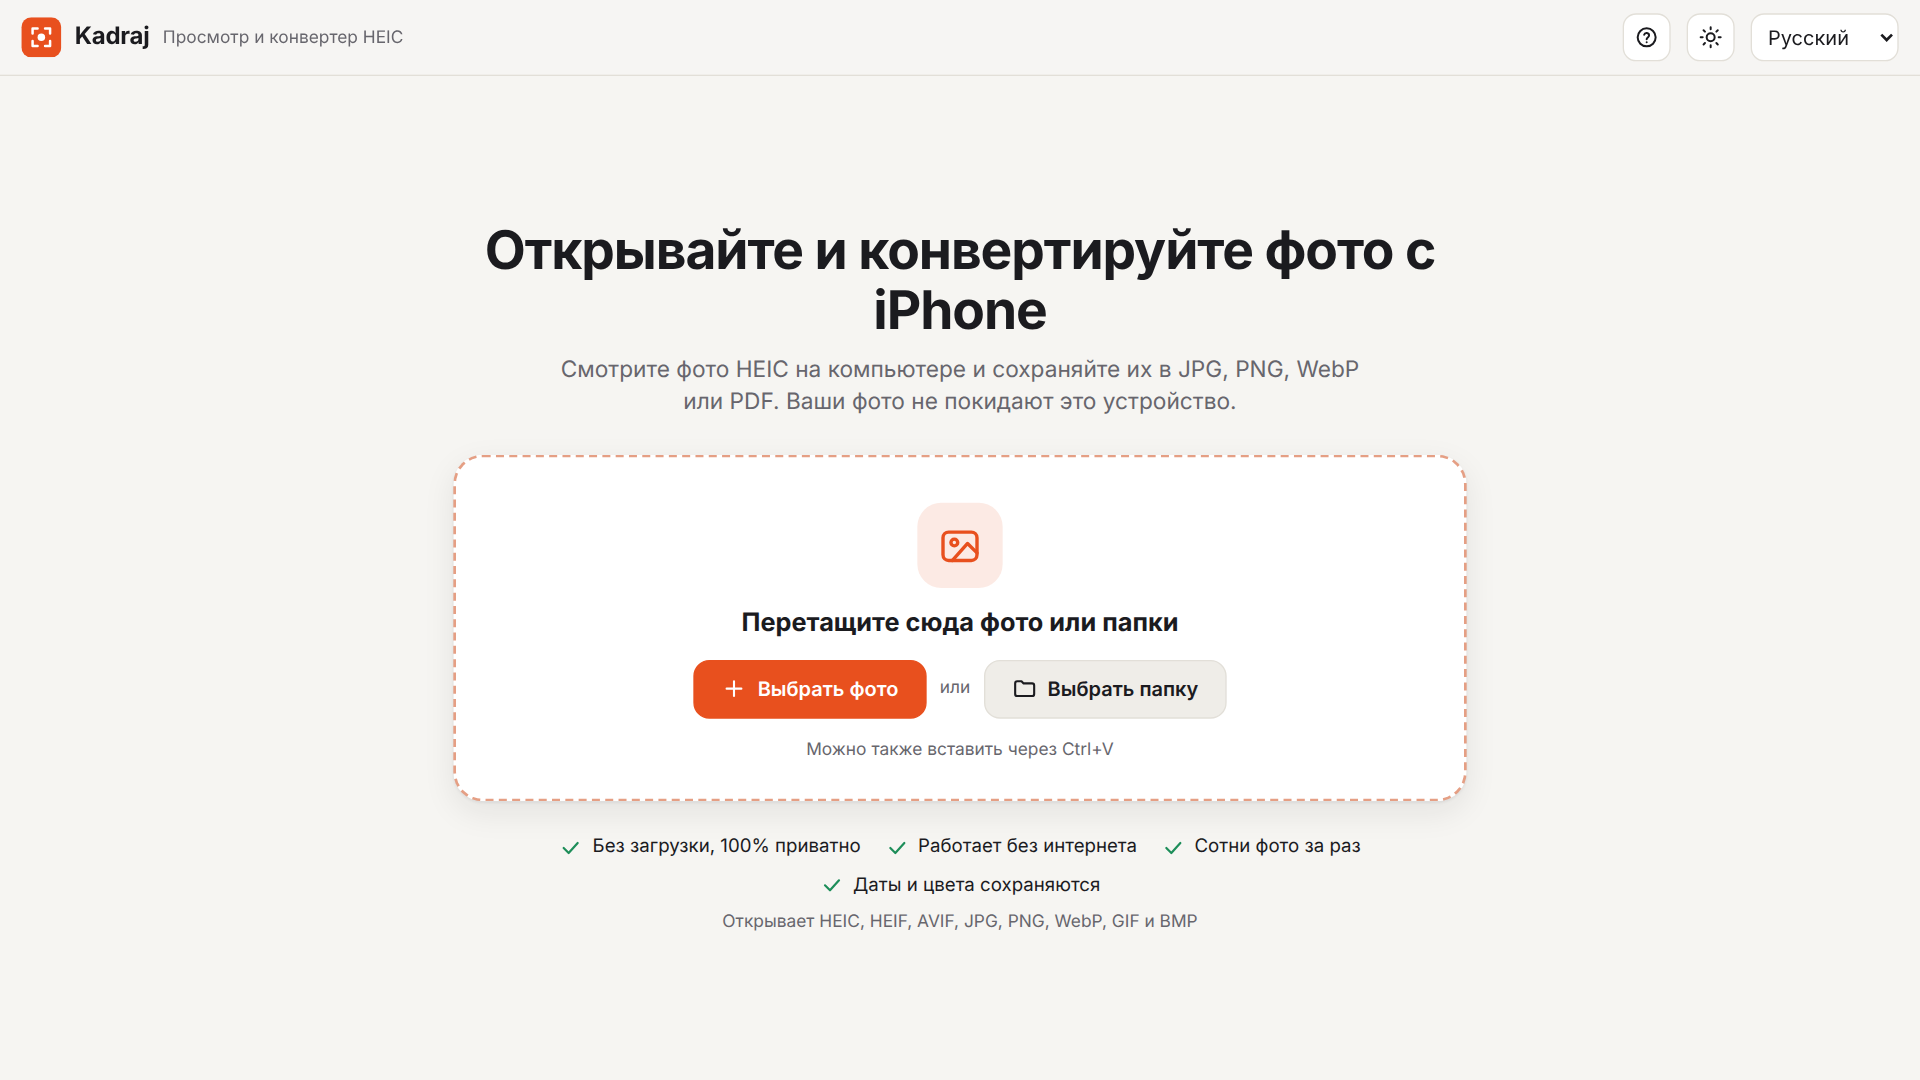 Kadraj
Просмотр и конвертер HEIC
Русский
Открывайте и конвертируйте фото с
iPhone
Смотрите фото HEIC на компьютере и сохраняйте их в JPG, PNG, WebP
или PDF. Ваши фото не покидают это устройство.
Перетащите сюда фото или папки
Выбрать фото
или
Выбрать папку
Можно также вставить через Ctrl+V
Без загрузки, 100% приватно
Работает без интернета
Сотни фото за раз
Даты и цвета сохраняются
Открывает HEIC, HEIF, AVIF, JPG, PNG, WebP, GIF и BMP